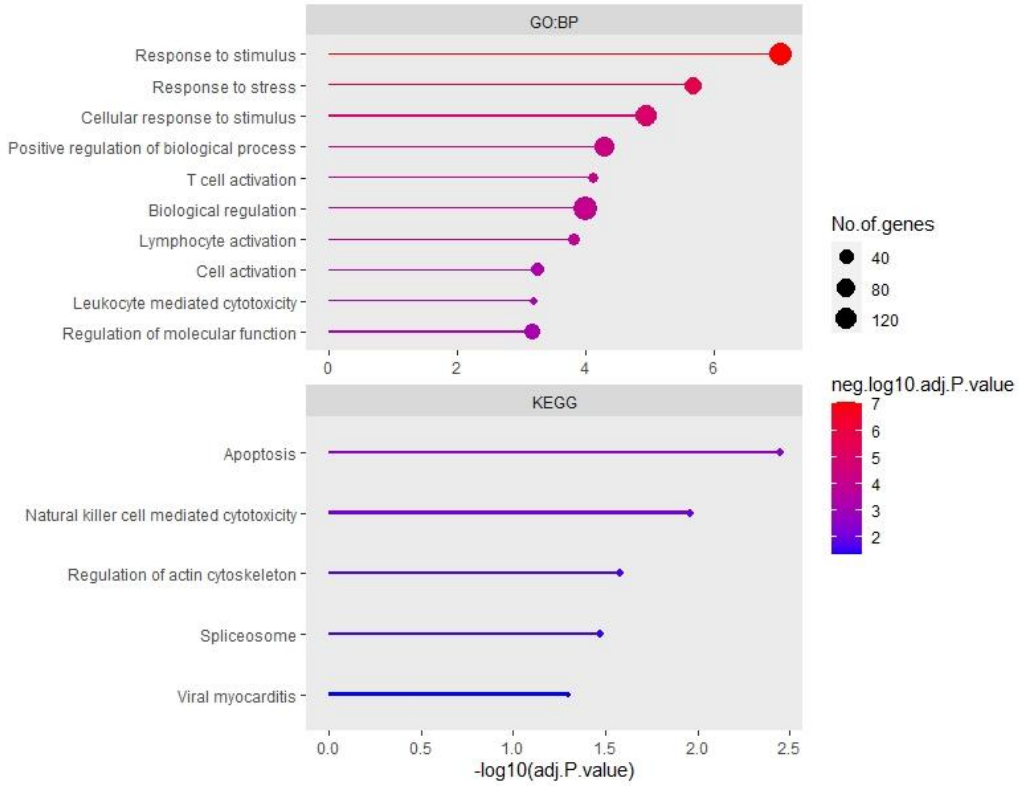 GO:BP
Response to stimulus
Response to stress
Cellular response to stimulus
Positive regulation of biological process
T cell activation
Biological regulation
Lymphocyte activation
Cell activation
Leukocyte mediated cytotoxicity
Regulation of molecular function
0 2 4 6
KEGG
Apoptosis
Natural killer cell mediated cytotoxicity
Regulation of actin cytoskeleton
Spliceosome
Viral myocarditis
0.0 0.5 1.0 1.5 2.0 2.5
-log10(adj.P.value)
No.of.genes
40
80
120
neg.log10.adj.P.value
7
6
5
4
3
2